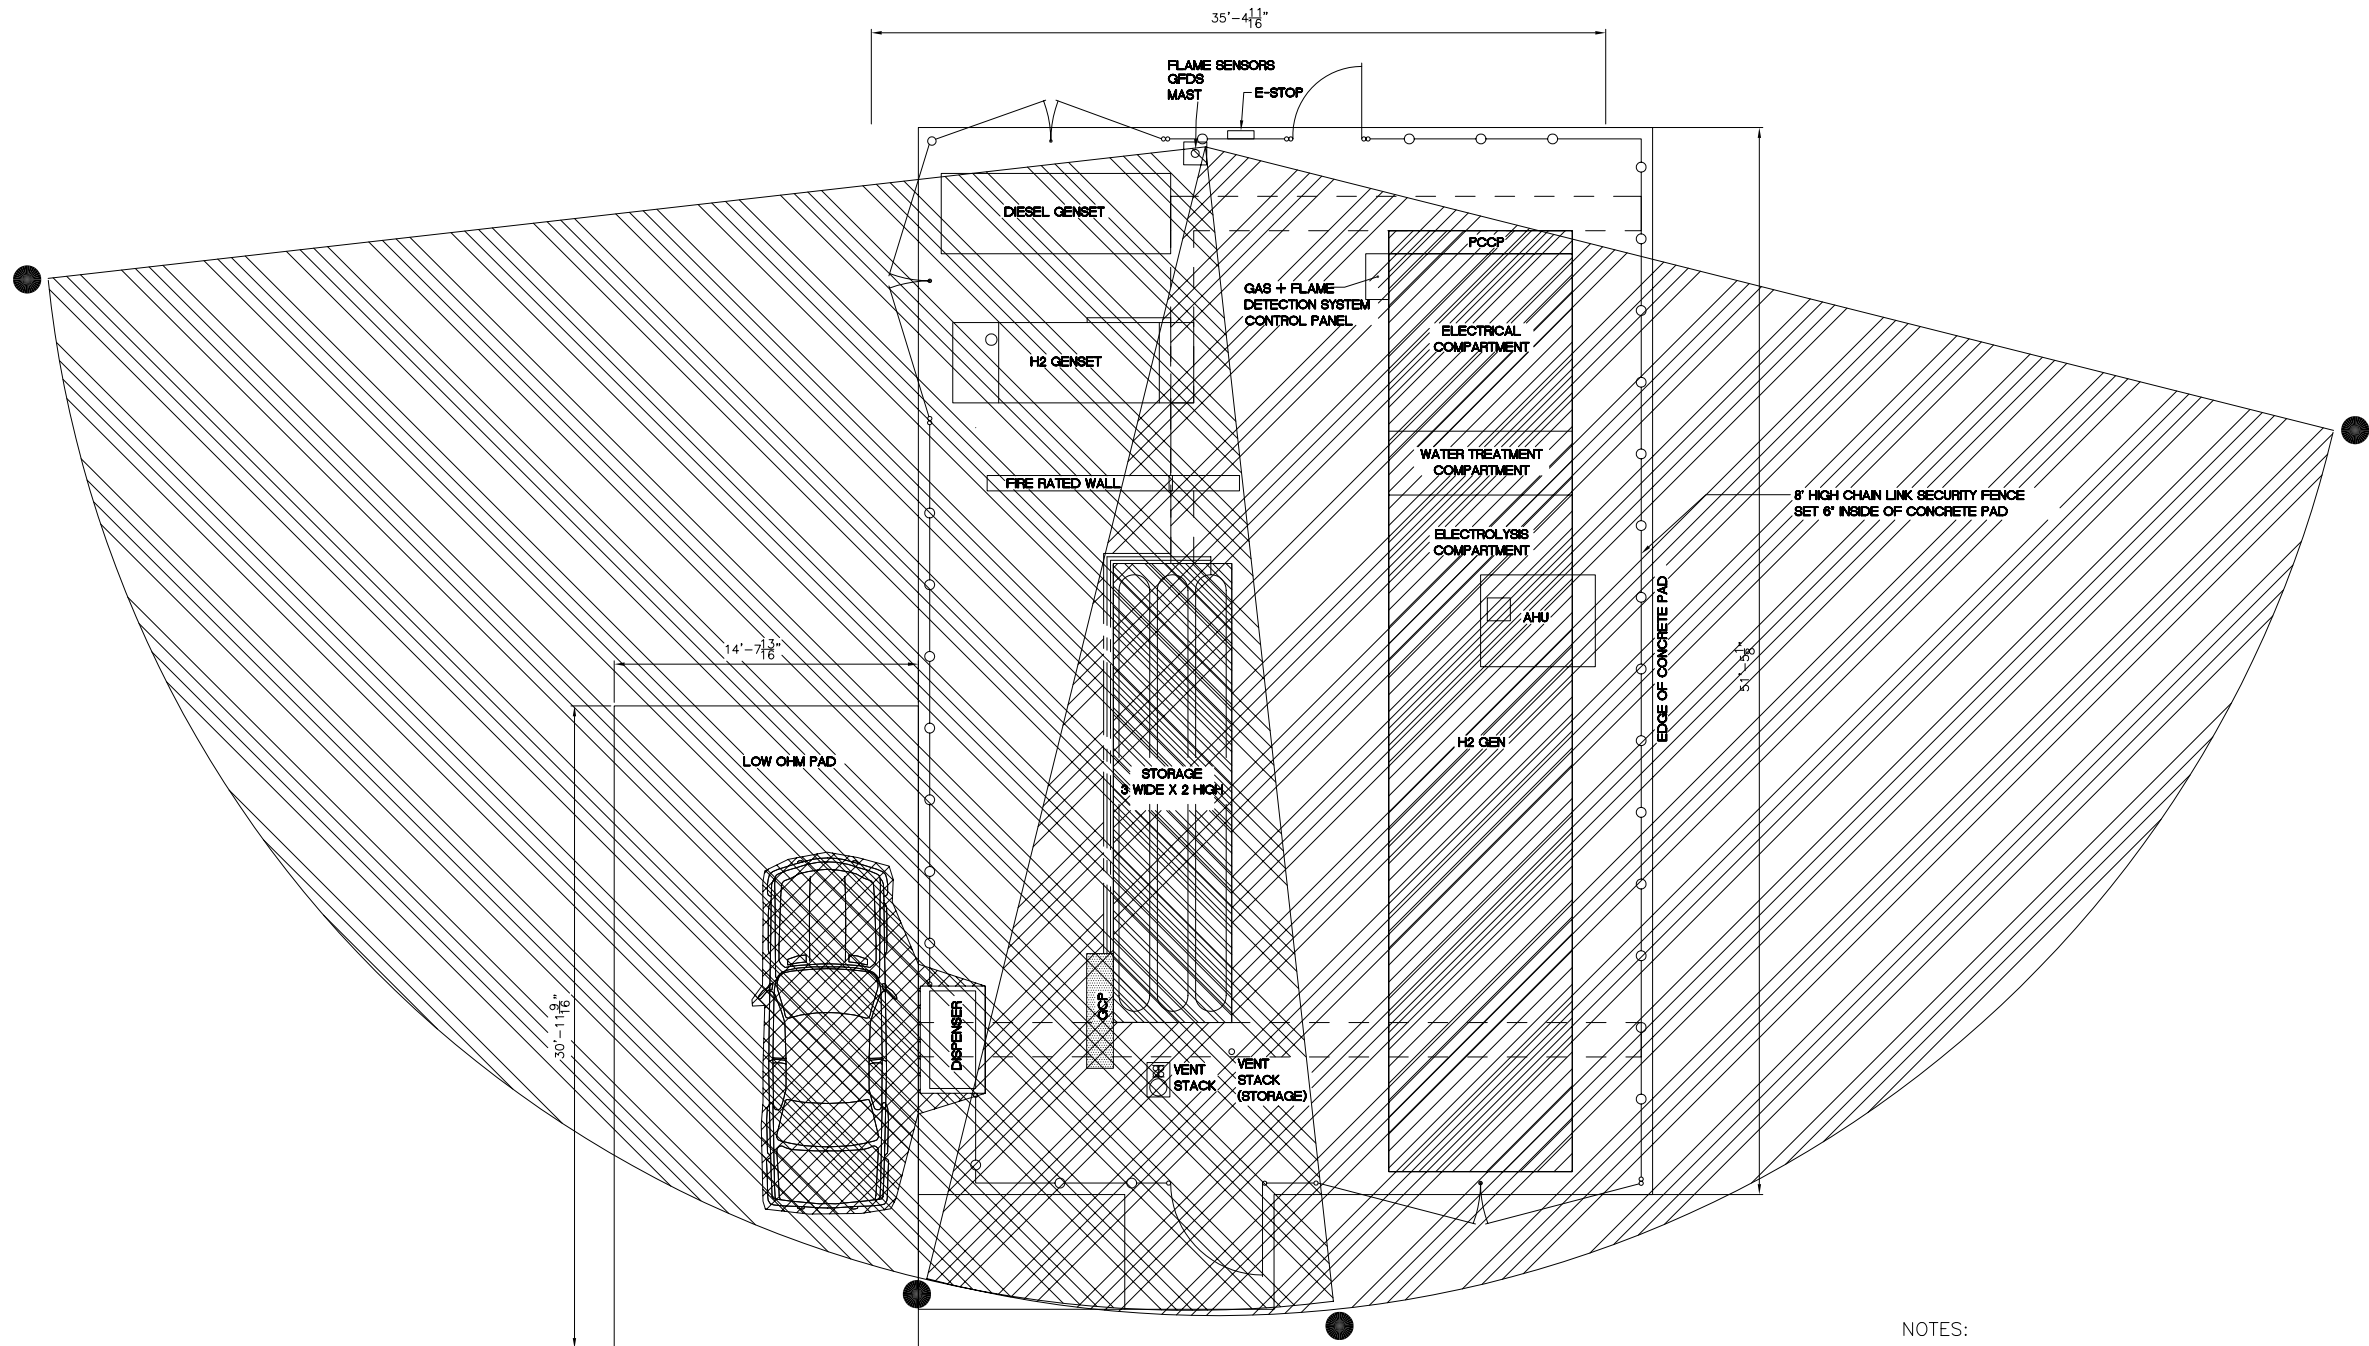 35'-4 11/16"
FLAME SENSORS
GFDS
MAST
E-STOP
DIESEL GENSET
PCCP
GAS + FLAME
DETECTION SYSTEM
CONTROL PANEL
ELECTRICAL
COMPARTMENT
H2 GENSET
WATER TREATMENT
COMPARTMENT
FIRE RATED WALL
8' HIGH CHAIN LINK SECURITY FENCE
SET 6" INSIDE OF CONCRETE PAD
ELECTROLYSIS
COMPARTMENT
AHU
EDGE OF CONCRETE PAD
51'-5 1/8"
14'-7 13/16"
H2 GEN
LOW OHM PAD
STORAGE
3 WIDE X 2 HIGH
30'-11 9/16"
GCP
DISPENSER
VENT
STACK
VENT
STACK
(STORAGE)
NOTES: